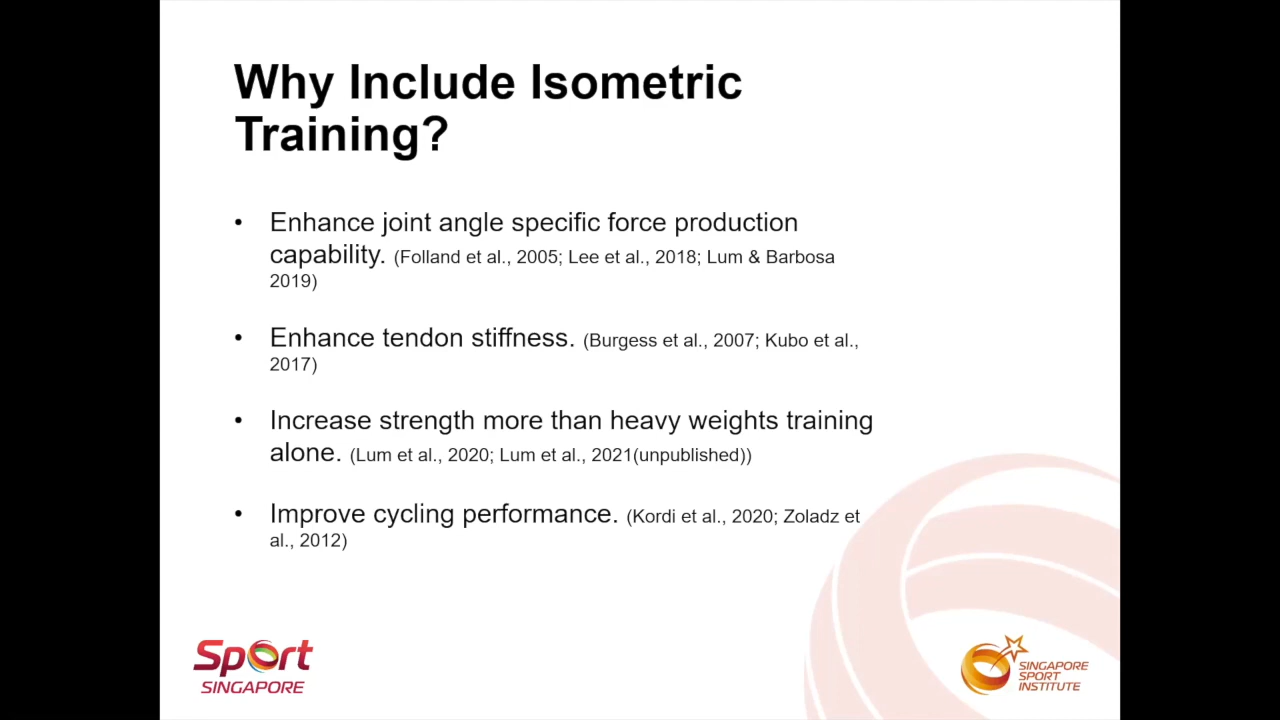 Why Include Isometric
Training?
• Enhance joint angle specific force production
capability. (Folland et al., 2005; Lee et al., 2018; Lum & Barbosa
2019)
• Enhance tendon stiffness. (Burgess et al., 2007; Kubo et al.,
2017)
• Increase strength more than heavy weights training
alone. (Lum et al., 2020; Lum et al., 2021(unpublished))
• Improve cycling performance. (Kordi et al., 2020; Zoladz et
al., 2012)
Sport
SINGAPORE
SINGAPORE
SPORT
INSTITUTE